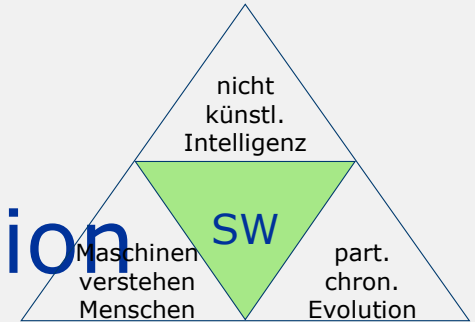 nicht
künstl.
Intelligenz
SW
ion
Maschinen
verstehen
Menschen
part.
chron.
Evolution